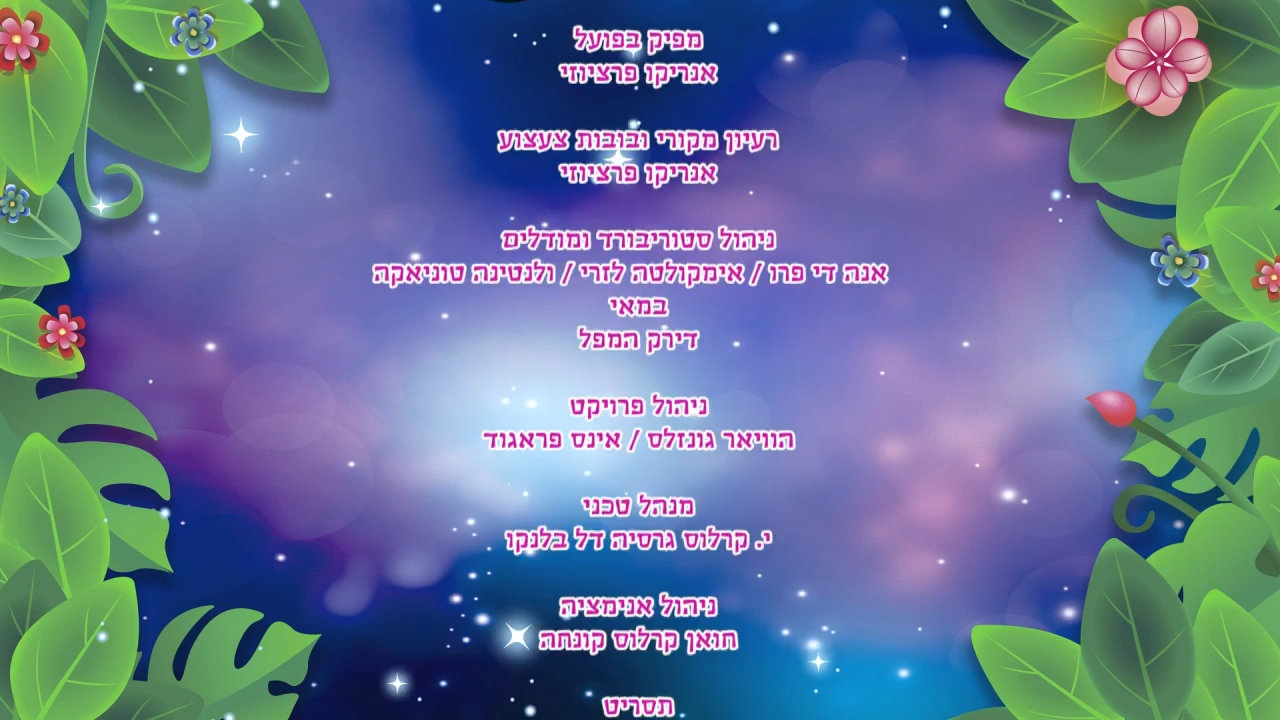 מפיק בפועל
אנריקו פרציוזי
רעיון מקורי ובובות צעצוע
אנריקו פרציוזי
ניהול סטוריבורד ומודלים
אנה די פרו / אימקולטה לזרי / ולנטינה טוניאקה
במאי
דירק המפל
ניהול פרויקט
הוויאר גונזלס / אינס פראגוד
מנהל טכני
י. קרלוס גרסיה דל בלנקו
ניהול אנימציה
חואן קרלוס קונחה
תסריט